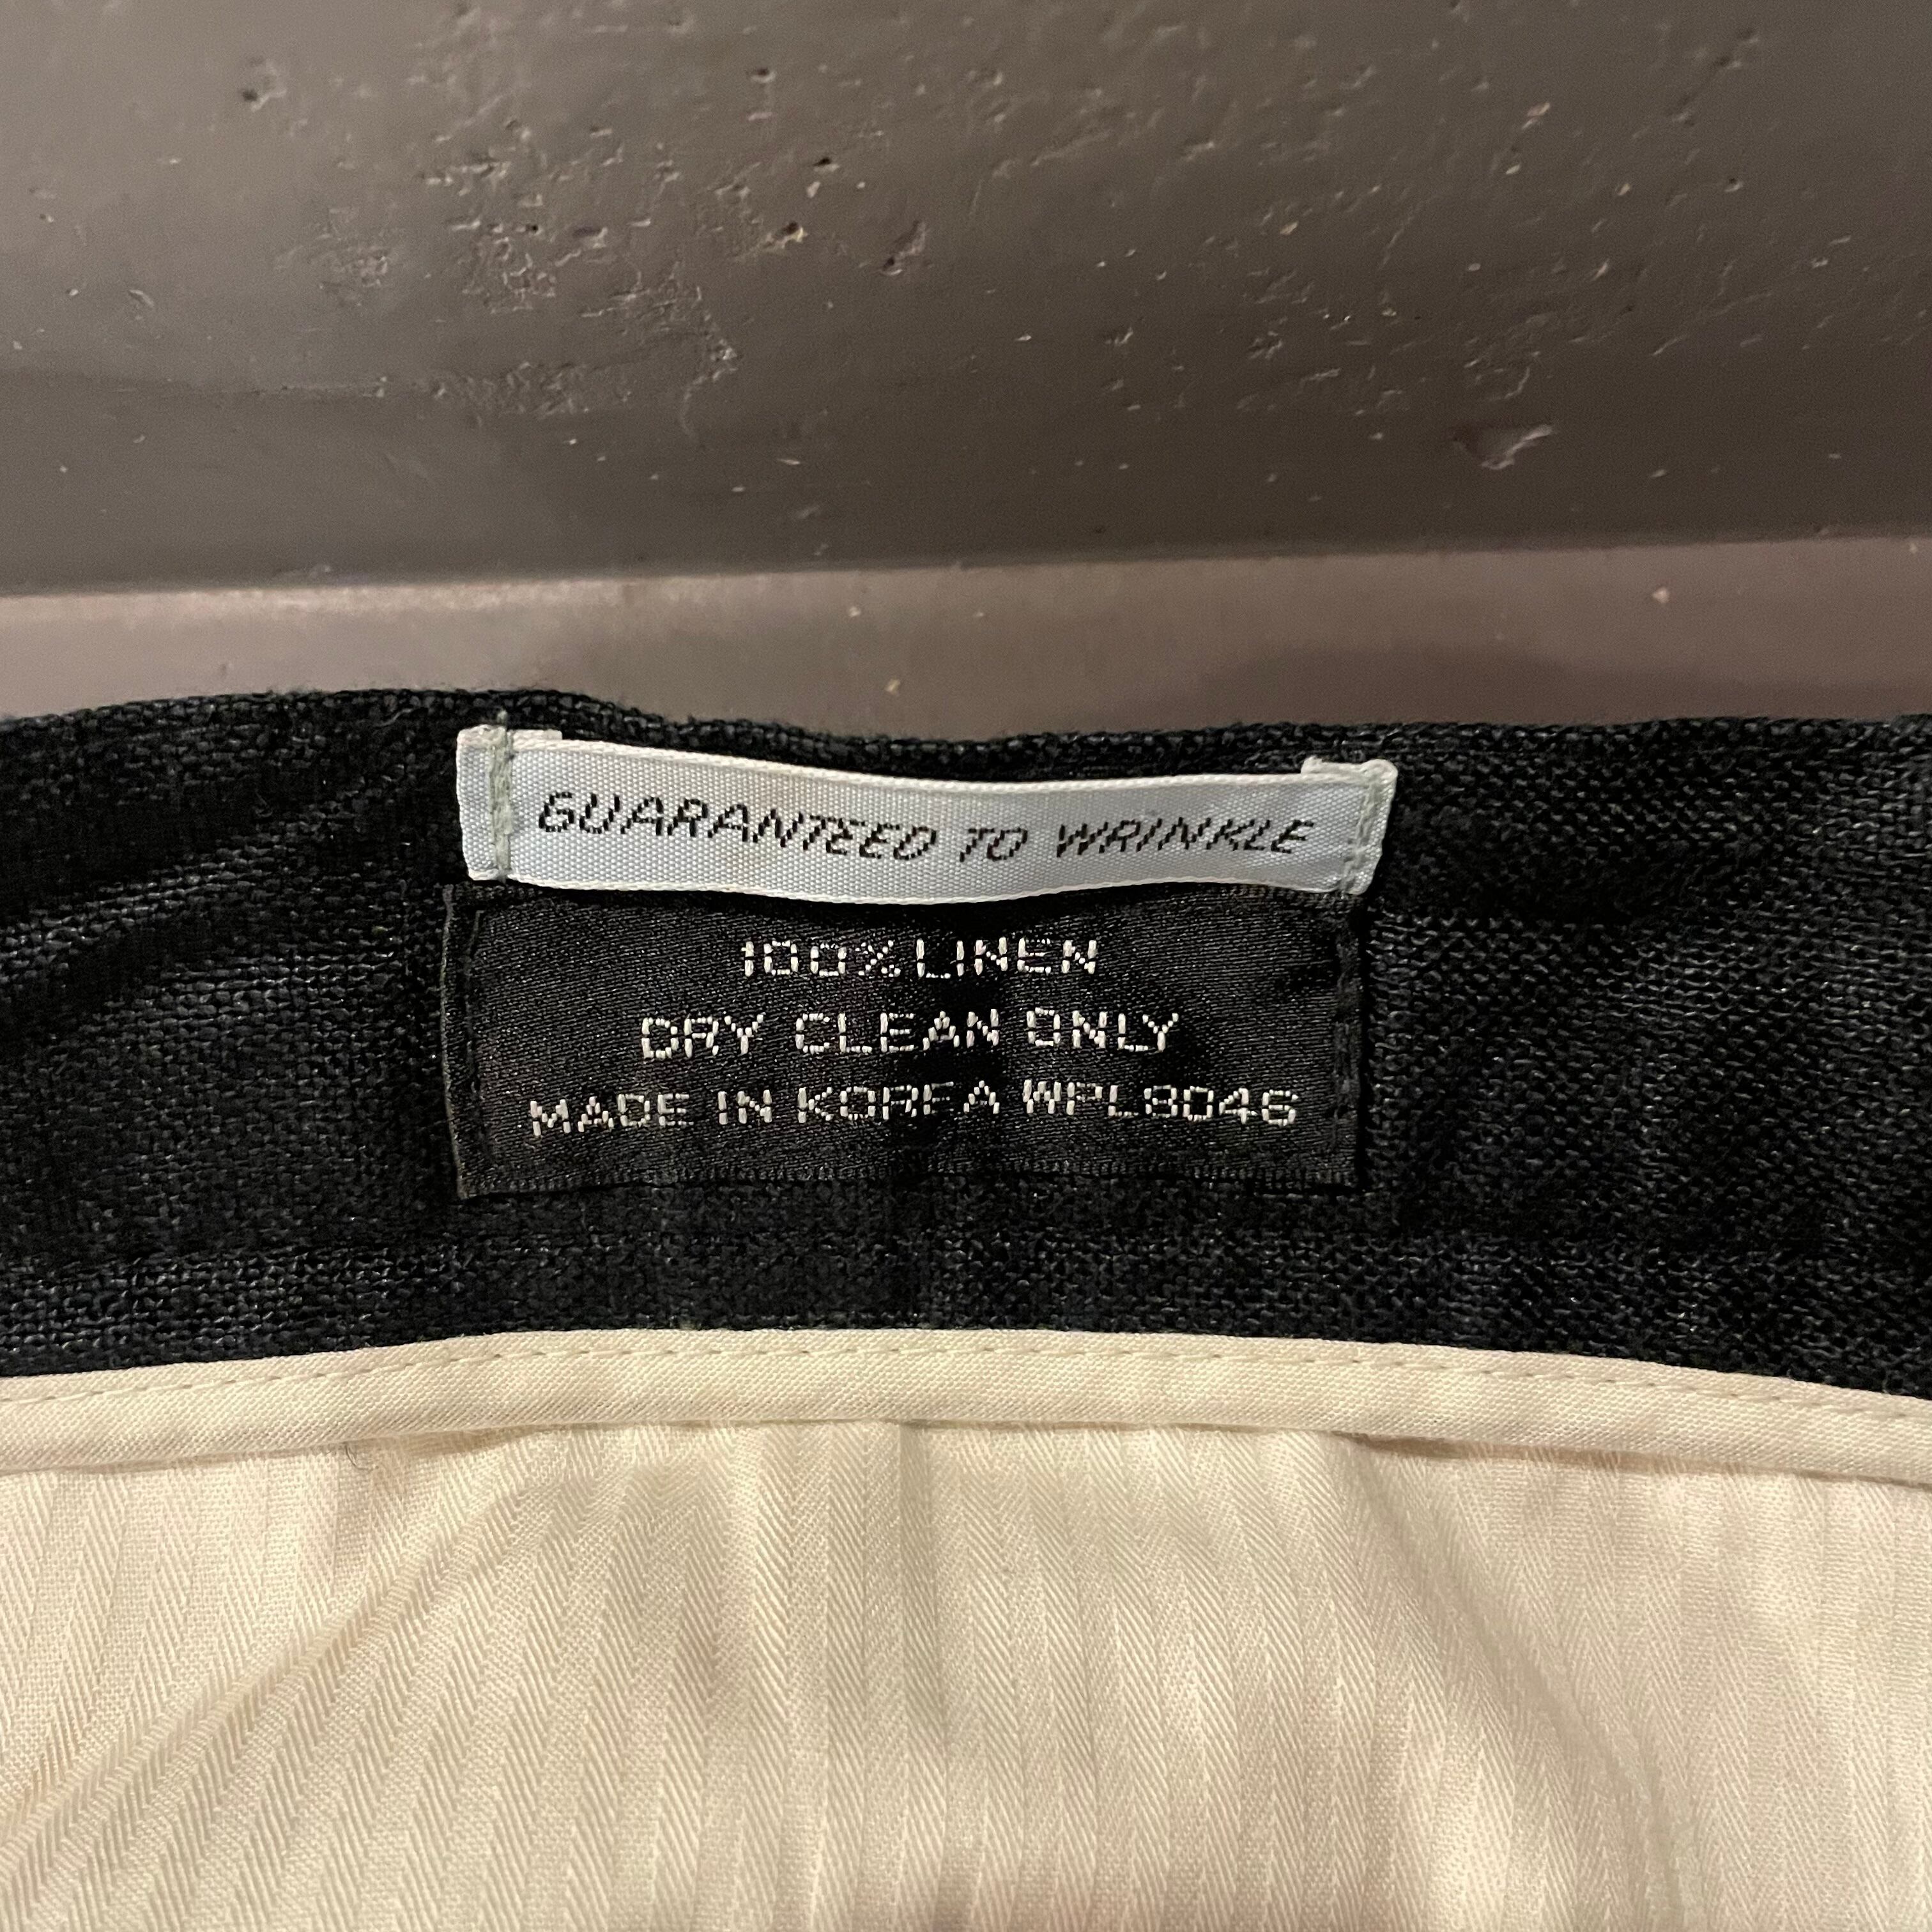 GUARANTEED TO WRINKLE
100% LINEN
DRY CLEAN ONLY
MADE IN KOREA WPL8046